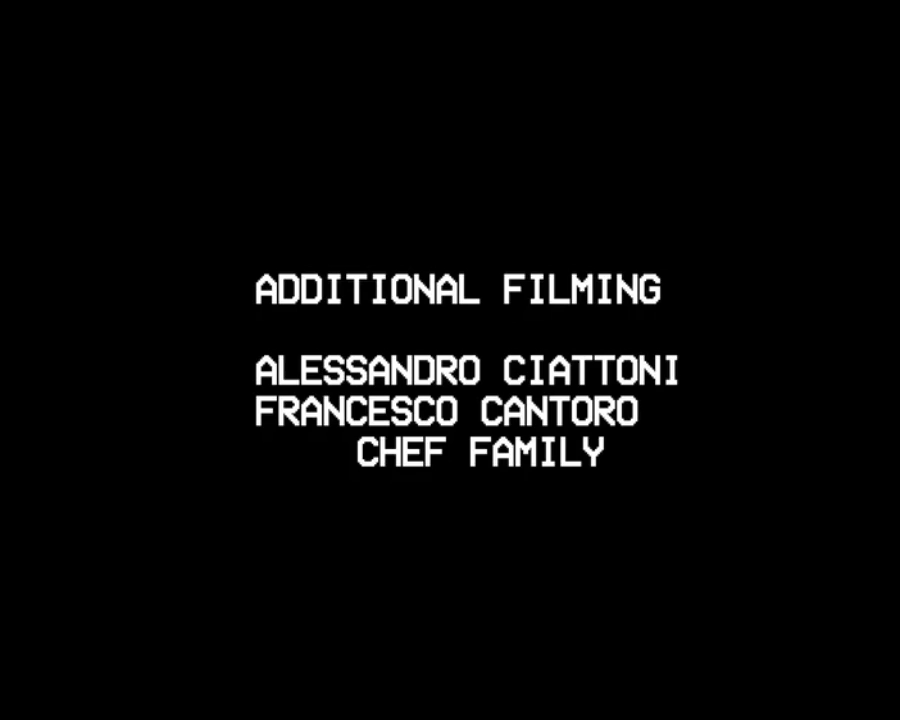 ADDITIONAL FILMING
ALESSANDRO CIATTONI
FRANCESCO CANTORO
CHEF FAMILY